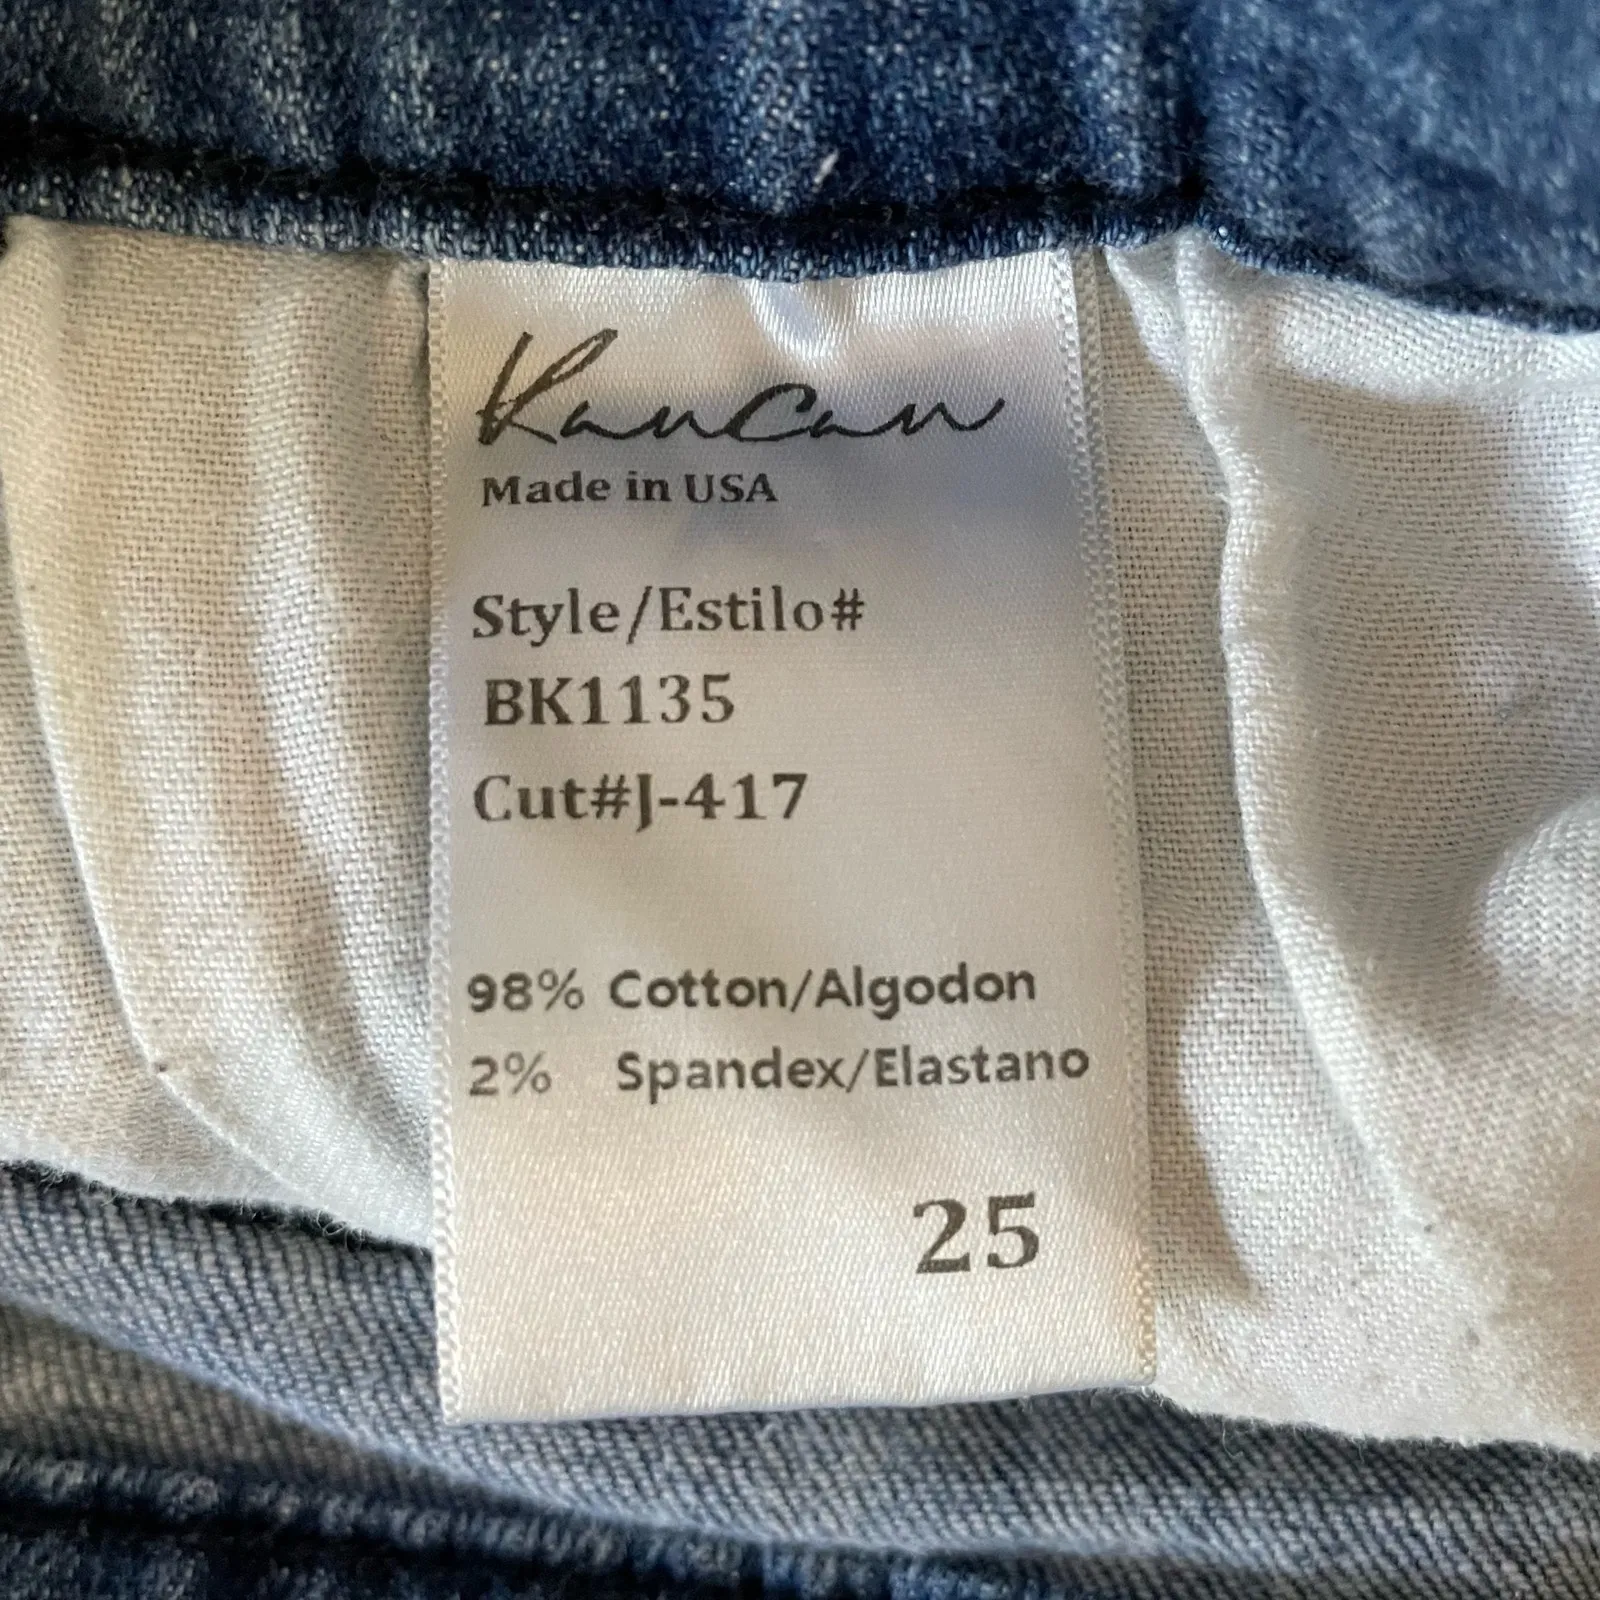 KanCan
Made in USA
Style/Estilo#
BK1135
Cut#J-417
98% Cotton/Algodon
2% Spandex/Elastano
25